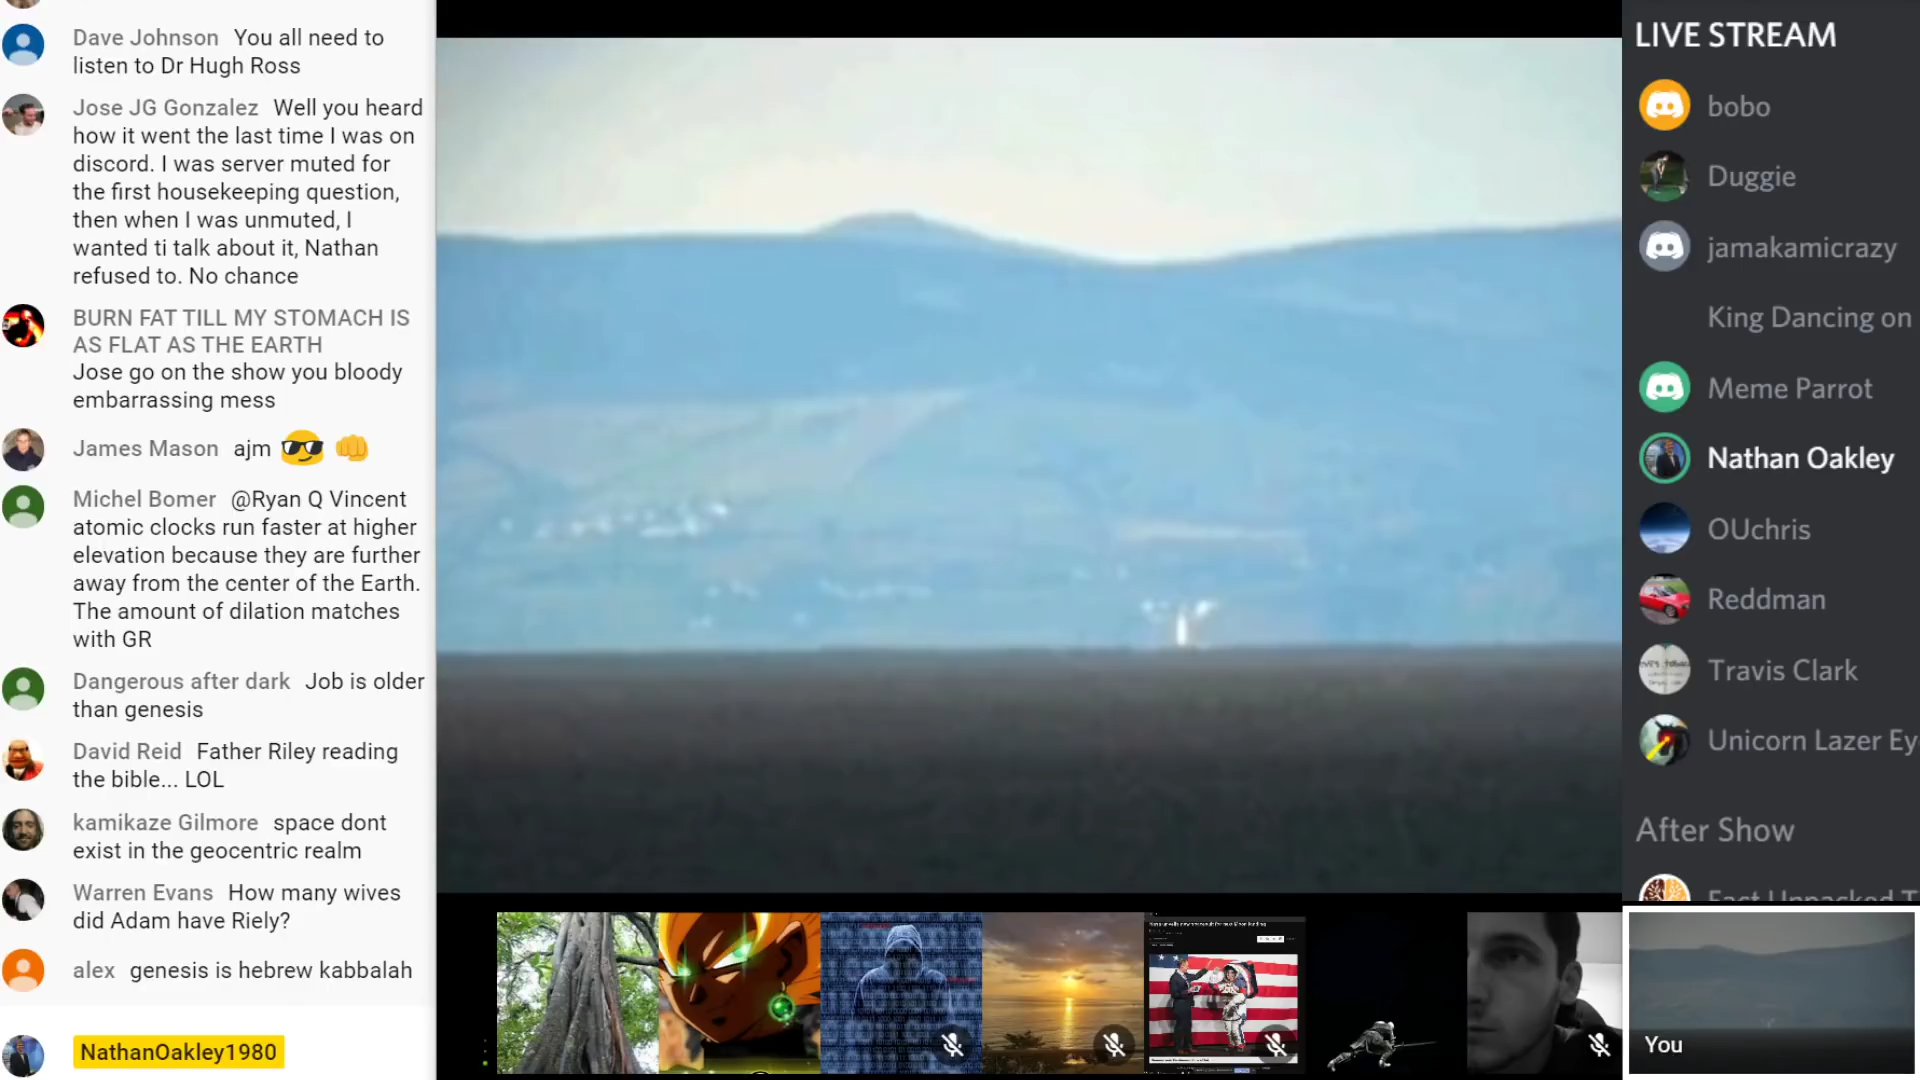 Dave Johnson You all need to
listen to Dr Hugh Ross
Jose JG Gonzalez Well you heard
how it went the last time I was on
discord. I was server muted for
the first housekeeping question,
then when I was unmuted, I
wanted ti talk about it, Nathan
refused to. No chance
BURN FAT TILL MY STOMACH IS
AS FLAT AS THE EARTH
Jose go on the show you bloody
embarrassing mess
James Mason ajm
Michel Bomer @Ryan Q Vincent
atomic clocks run faster at higher
elevation because they are further
away from the center of the Earth.
The amount of dilation matches
with GR
Dangerous after dark Job is older
than genesis
David Reid Father Riley reading
the bible... LOL
kamikaze Gilmore space dont
exist in the geocentric realm
Warren Evans How many wives
did Adam have Riely?
alex genesis is hebrew kabbalah
NathanOakley1980
LIVE STREAM
bobo
Duggie
jamakamicrazy
King Dancing on
Meme Parrot
Nathan Oakley
OUchris
Reddman
Travis Clark
Unicorn Lazer Ey
After Show
You